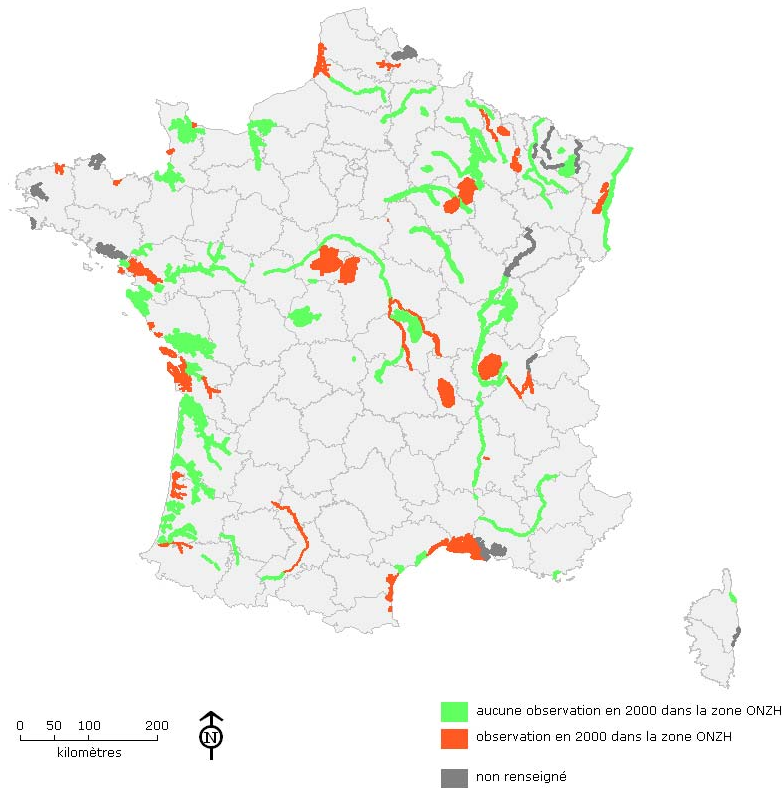 0 50 100 200
kilomètres
N
aucune observation en 2000 dans la zone ONZH
observation en 2000 dans la zone ONZH
non renseigné